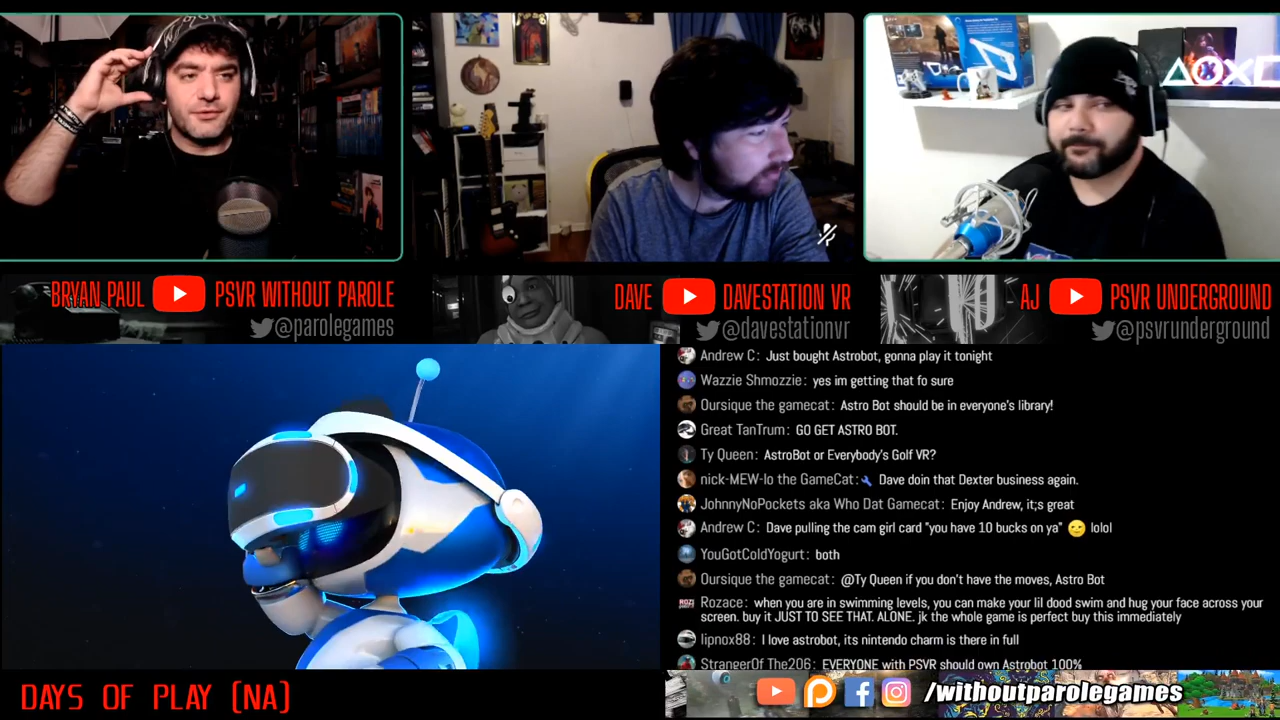 BRYAN PAUL PSVR WITHOUT PAROLE
@parolegames
DAVE DAVESTATION VR
@davestationvr
AJ PSVR UNDERGROUND
@psvrunderground
Andrew C: Just bought Astrobot, gonna play it tonight
Wazzie Shmozzie: yes im getting that fo sure
Oursique the gamecat: Astro Bot should be in everyone's library!
Great TanTrum: GO GET ASTRO BOT.
Ty Queen: AstroBot or Everybody's Golf VR?
nick-MEW-lo the GameCat: Dave doin that Dexter business again.
JohnnyNoPockets aka Who Dat Gamecat: Enjoy Andrew, it;s great
Andrew C: Dave pulling the cam girl card "you have 10 bucks on ya" 😉 lolol
YouGotColdYogurt: both
Oursique the gamecat: @Ty Queen if you don't have the moves, Astro Bot
Rozace: when you are in swimming levels, you can make your lil dood swim and hug your face across your
screen. buy it JUST TO SEE THAT. ALONE. jk the whole game is perfect buy this immediately
lipnox88: I love astrobot, its nintendo charm is there in full
StrangerOf The206: EVERYONE with PSVR should own Astrobot 100%
DAYS OF PLAY (NA)
/withoutparolegames